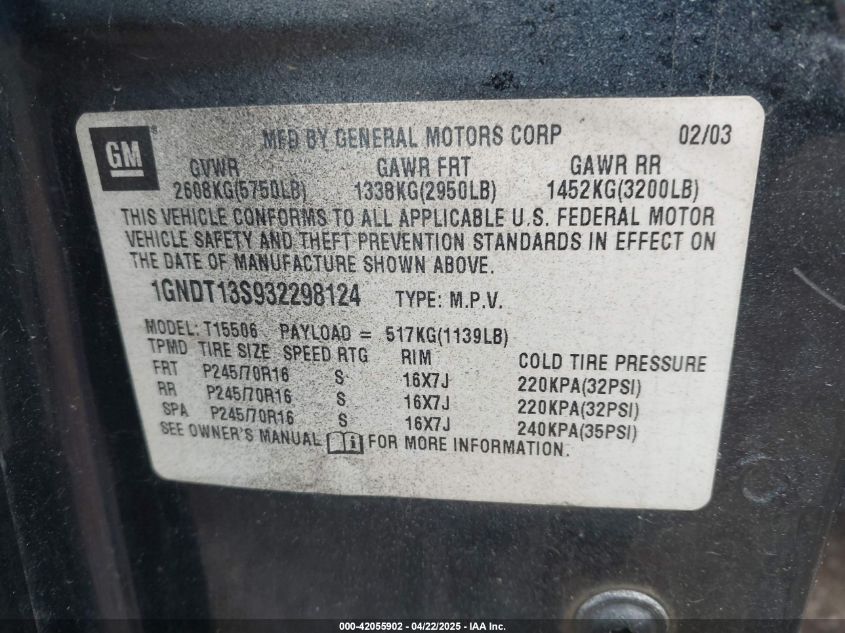 GM ® MFD BY GENERAL MOTORS CORP 02/03
GVWR GAWR FRT GAWR RR
2608KG(5750LB) 1338KG(2950LB) 1452KG(3200LB)
THIS VEHICLE CONFORMS TO ALL APPLICABLE U.S. FEDERAL MOTOR
VEHICLE SAFETY AND THEFT PREVENTION STANDARDS IN EFFECT ON
THE DATE OF MANUFACTURE SHOWN ABOVE.
1GNDT13S932298124 TYPE: M.P.V.
MODEL: T15506 PAYLOAD = 517KG(1139LB)
TPMD TIRE SIZE SPEED RTG RIM COLD TIRE PRESSURE
FRT P245/70R16 S 16X7J 220KPA(32PSI)
RR P245/70R16 S 16X7J 220KPA(32PSI)
SPA P245/70R16 S 16X7J 240KPA(35PSI)
SEE OWNER'S MANUAL i FOR MORE INFORMATION.
000-42055902 - 04/22/2025 - IAA Inc.